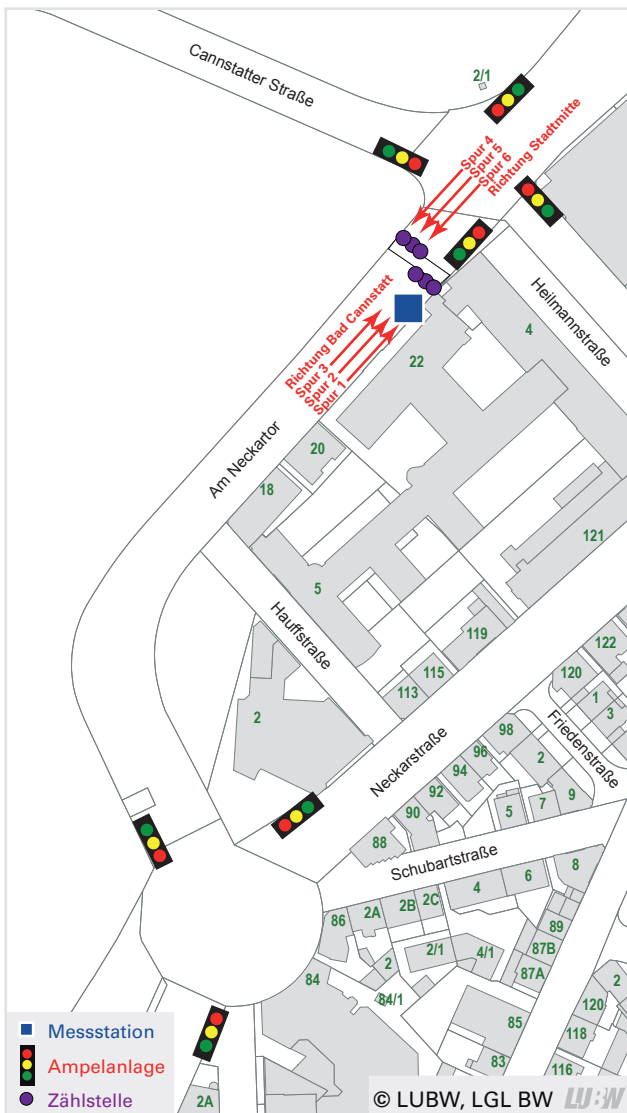 Cannstatter Straße
2/1
Spur 4
Spur 5
Spur 6
Richtung Stadtmitte
Heilmannstraße
4
Richtung Bad Cannstatt
Spur 3
Spur 2
Spur 1
22
Am Neckartor
20
18
121
5
Hauffstraße
119
115
113
122
120
1
3
2
Neckarstraße
98
96
94
92
90
88
2
Friedenstraße
5
7
9
Schubartstraße
8
6
4
2C
2B
2A
86
89
87B
87A
2/1
4/1
2
84
84/1
85
83
2
120
118
116
2A
Messstation
Ampelanlage
Zählstelle
© LUBW, LGL BW LUBW